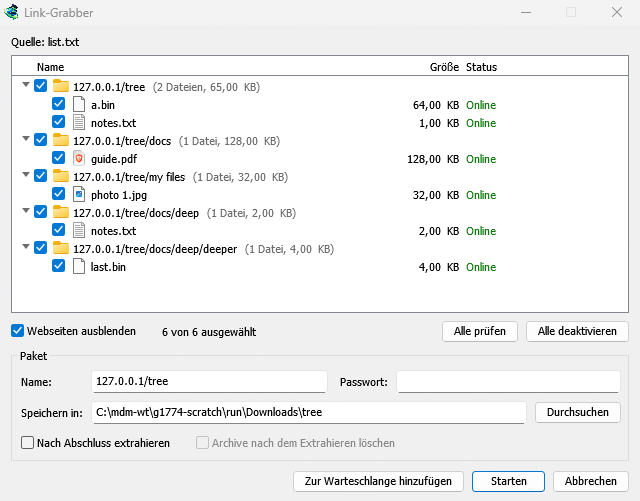 Link-Grabber
Quelle: list.txt
Name Größe Status
127.0.0.1/tree (2 Dateien, 65,00 KB)
a.bin 64,00 KB Online
notes.txt 1,00 KB Online
127.0.0.1/tree/docs (1 Datei, 128,00 KB)
guide.pdf 128,00 KB Online
127.0.0.1/tree/my files (1 Datei, 32,00 KB)
photo 1.jpg 32,00 KB Online
127.0.0.1/tree/docs/deep (1 Datei, 2,00 KB)
notes.txt 2,00 KB Online
127.0.0.1/tree/docs/deep/deeper (1 Datei, 4,00 KB)
last.bin 4,00 KB Online
Webseiten ausblenden 6 von 6 ausgewählt Alle prüfen Alle deaktivieren
Paket
Name: 127.0.0.1/tree Passwort:
Speichern in: C:\mdm-wt\g1774-scratch\run\Downloads\tree Durchsuchen
Nach Abschluss extrahieren Archive nach dem Extrahieren löschen
Zur Warteschlange hinzufügen Starten Abbrechen